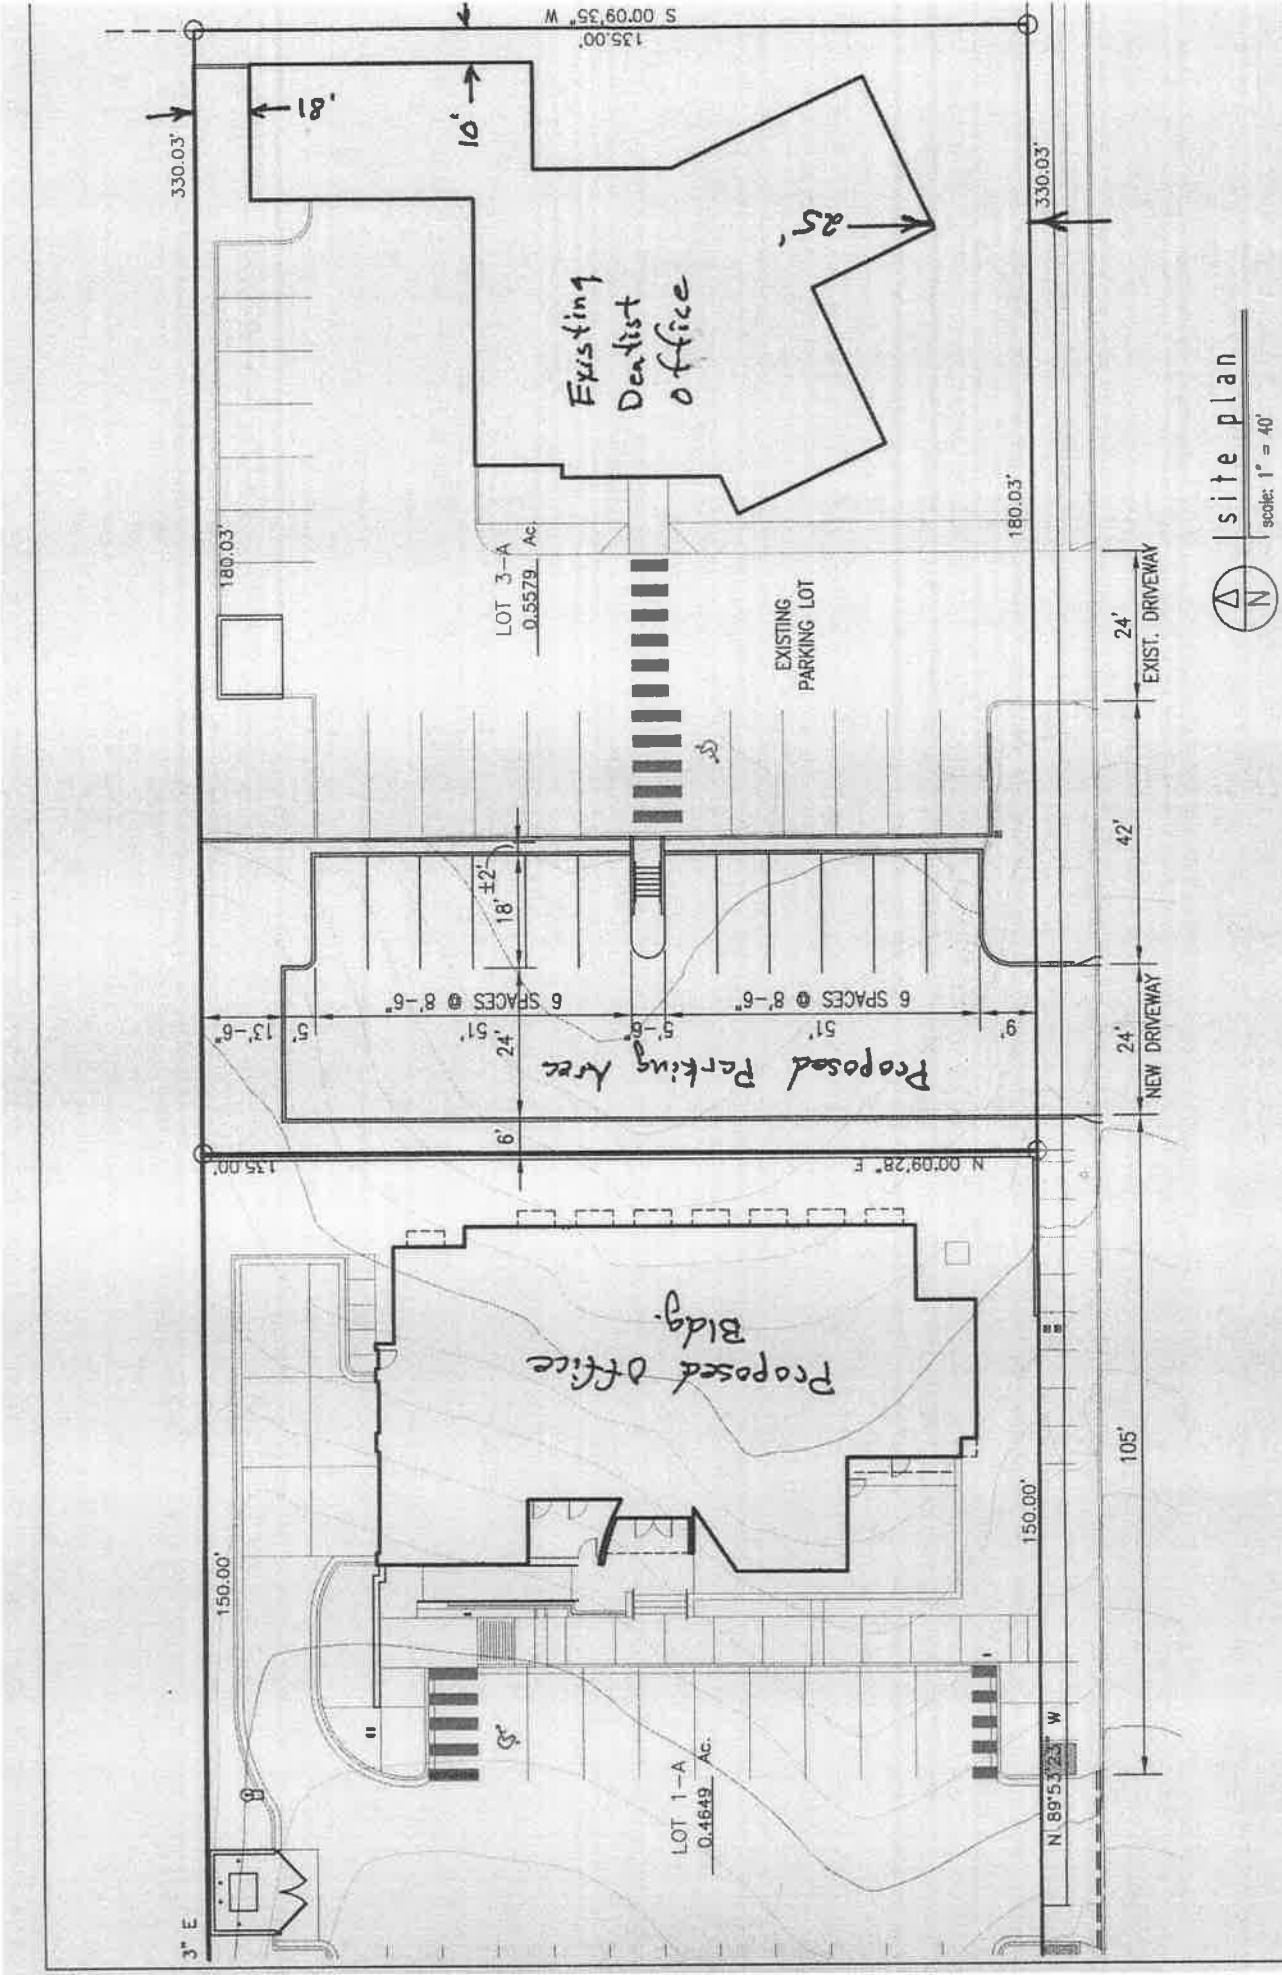 S 00°09'35" W
135.00'
330.03'
.81
10'
25'
330.03'
Existing
Dentist
Office
180.03'
180.03'
LOT 3-A
0.5579 Ac.
EXISTING
PARKING LOT
24'
EXIST. DRIVEWAY
42'
±2'
18'
24'
6'
13'-6"
5'
51'
6 SPACES @ 8'-6"
5'-6"
51'
6 SPACES @ 8'-6"
9'
Proposed Parking Area
24'
NEW DRIVEWAY
135.00'
N 00°09'28" E
Proposed Office
Bldg.
105'
150.00'
150.00'
LOT 1-A
0.4649 Ac.
N 89°53'23" W
3" E
N
site plan
scale: 1" = 40'